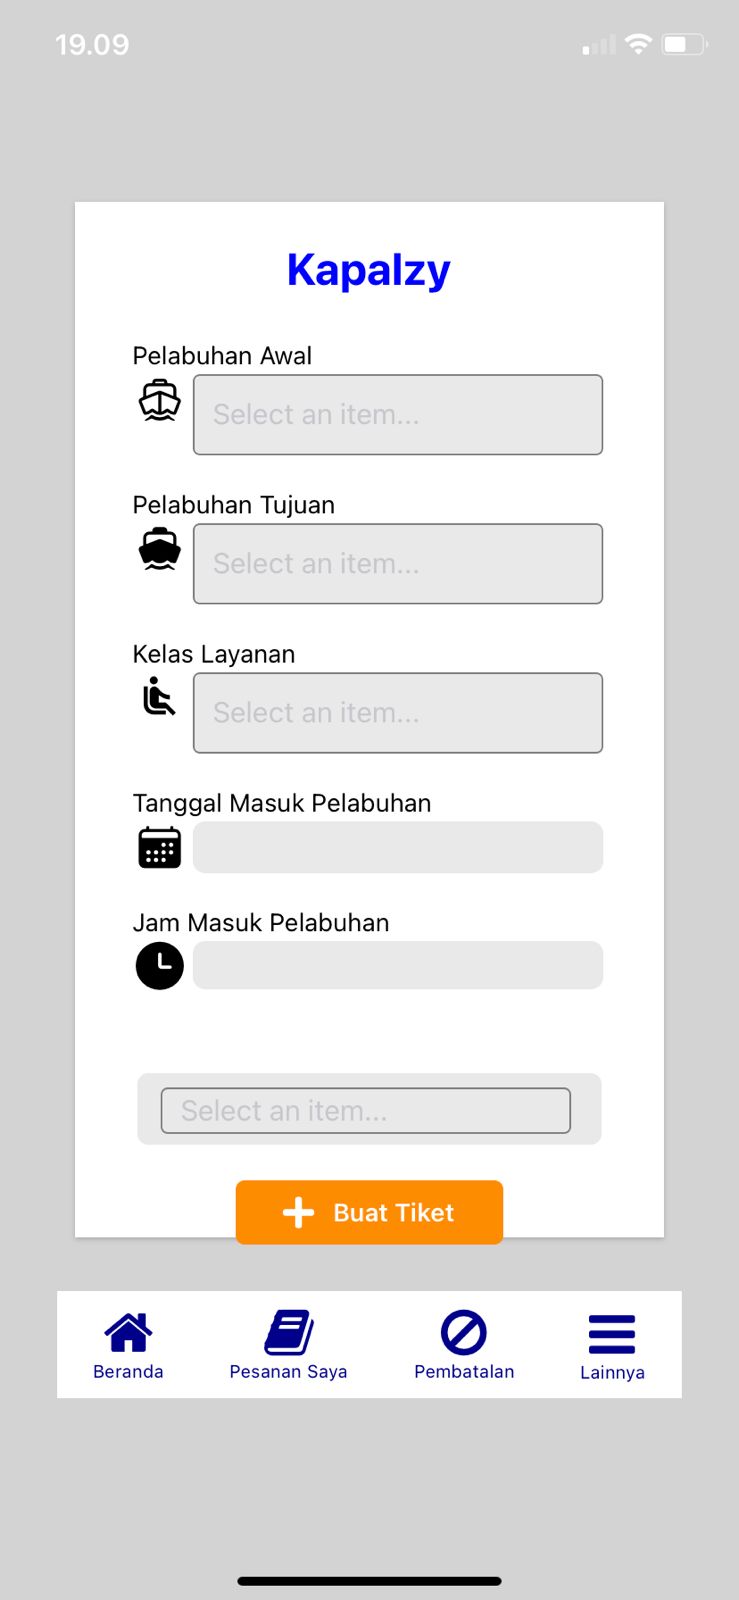 19.09
Kapalzy
Pelabuhan Awal
Select an item...
Pelabuhan Tujuan
Select an item...
Kelas Layanan
Select an item...
Tanggal Masuk Pelabuhan
Jam Masuk Pelabuhan
Select an item...
Buat Tiket
Beranda
Pesanan Saya
Pembatalan
Lainnya